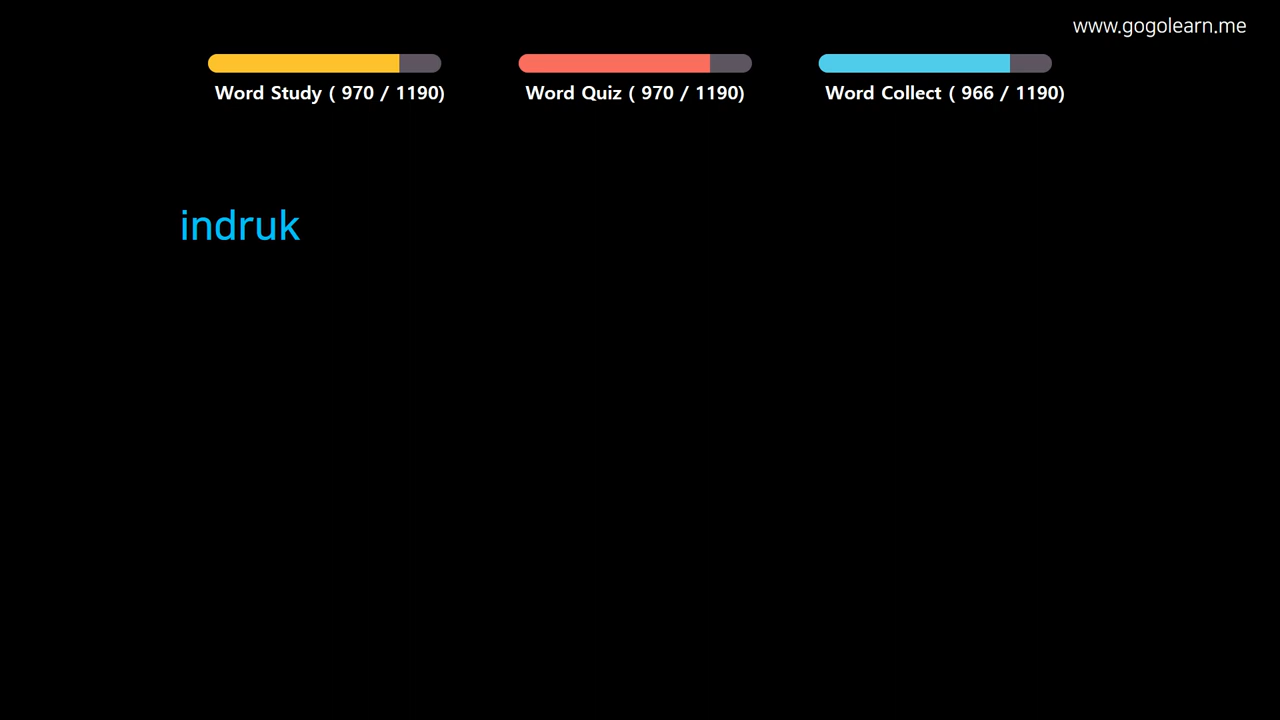 www.gogolearn.me
Word Study ( 970 / 1190)
Word Quiz ( 970 / 1190)
Word Collect ( 966 / 1190)
indruk